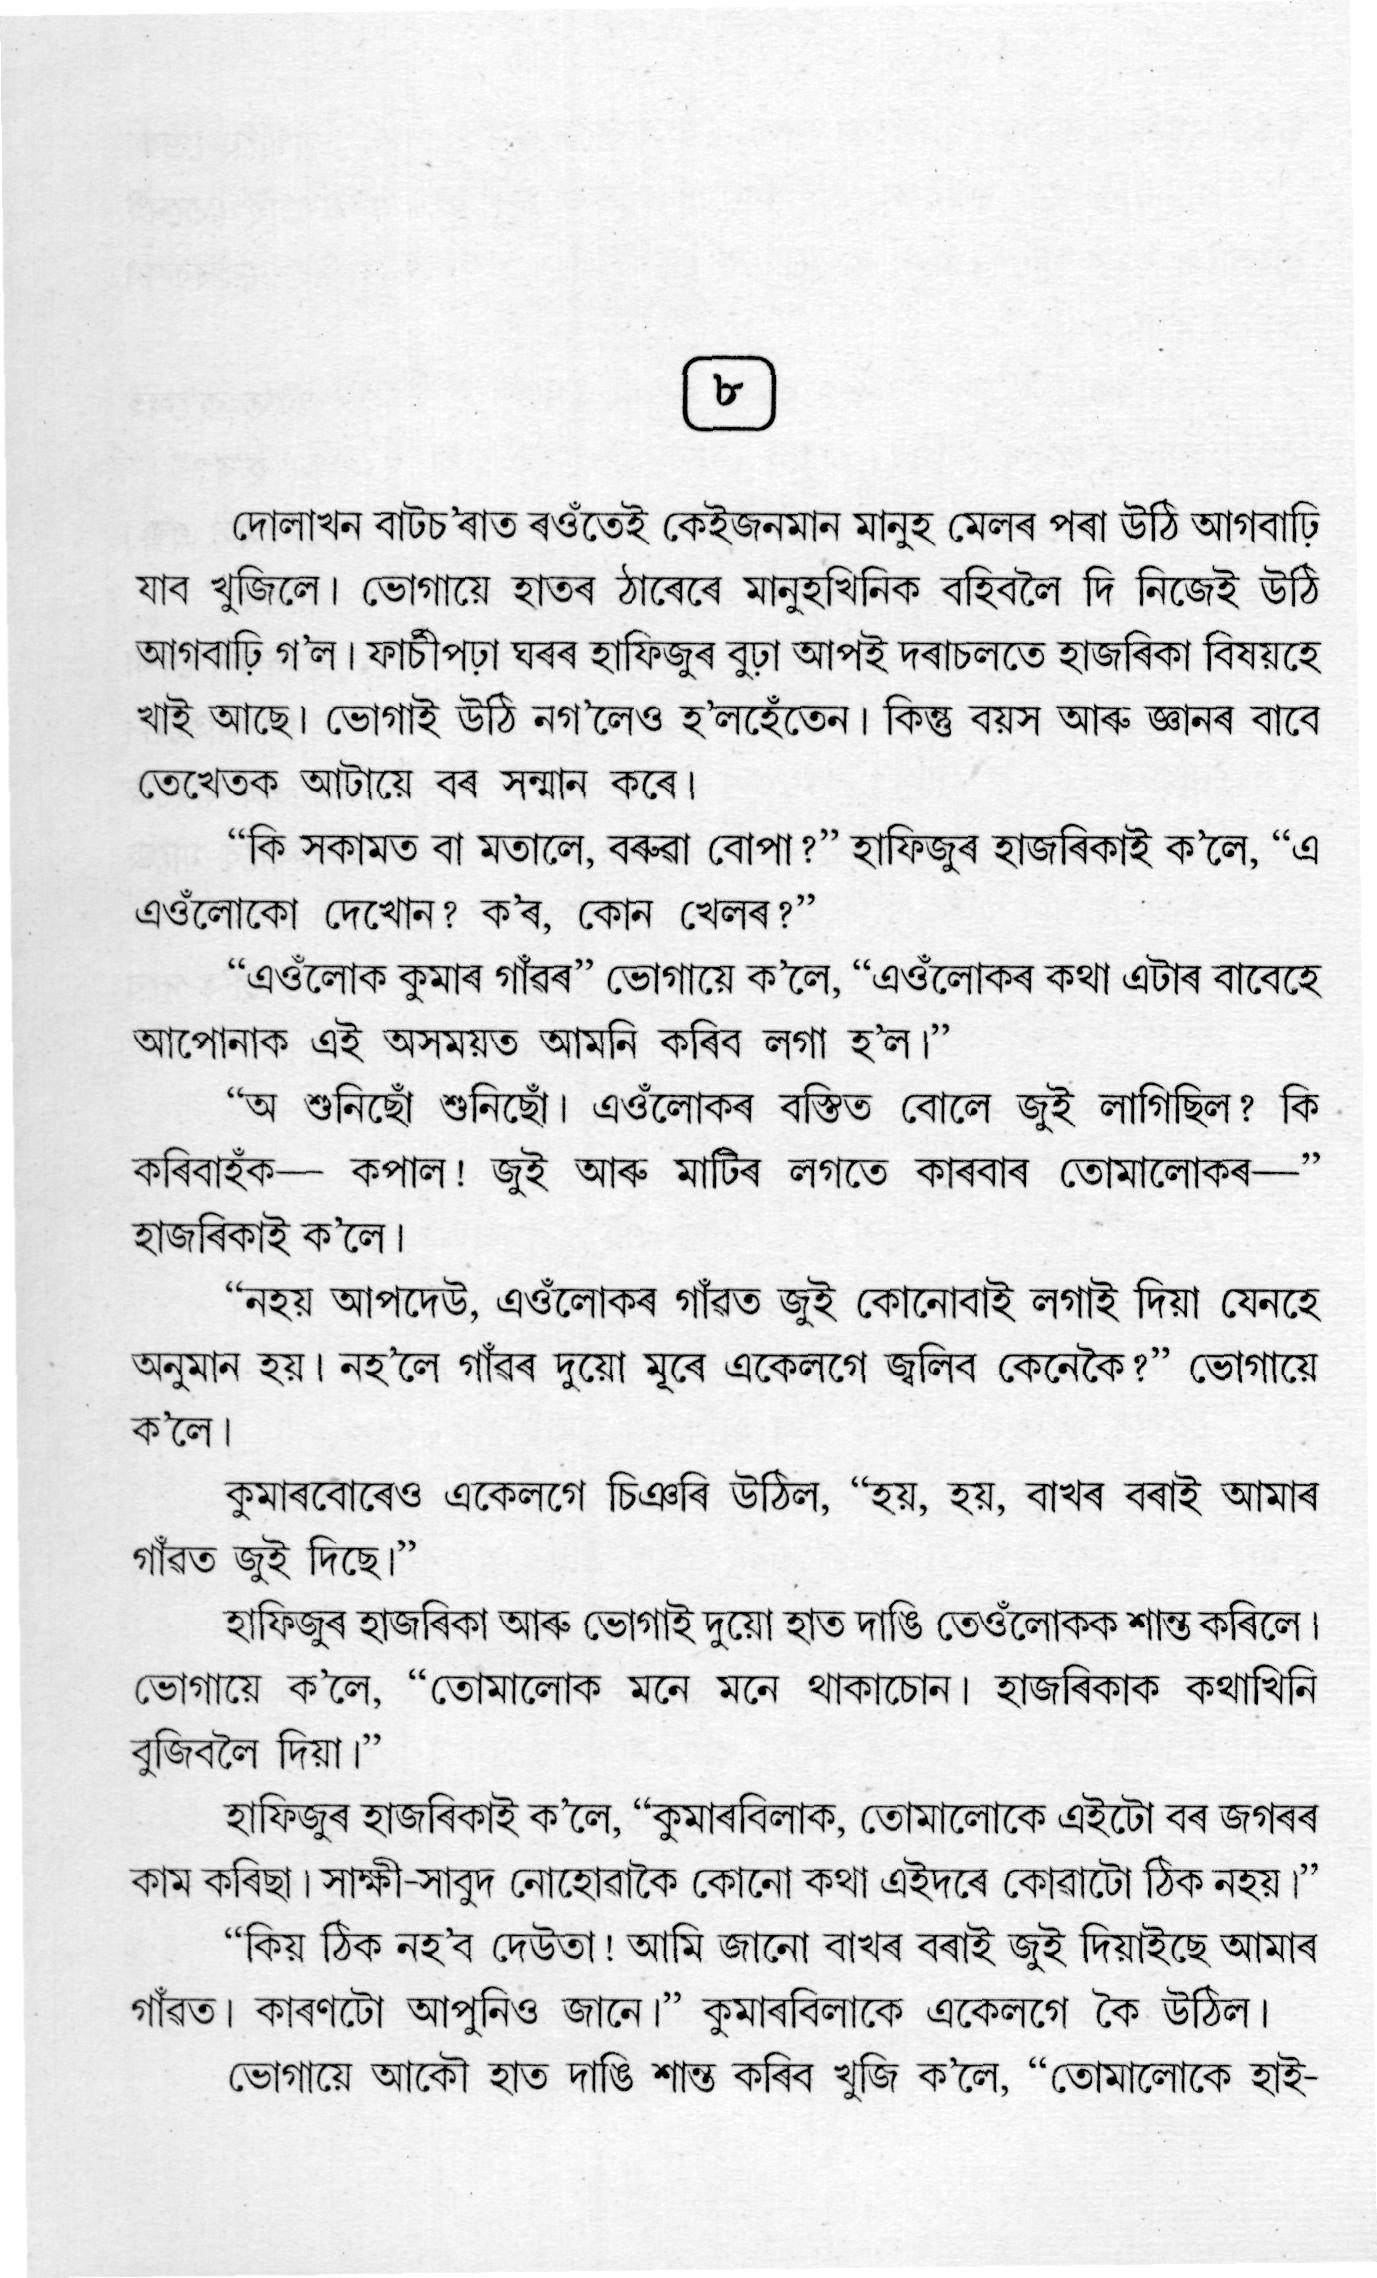 ৮
দোলাখন বাটচ’ৰাত ৰওঁতেই কেইজনমান মানুহ মেলৰ পৰা উঠি আগবাঢ়ি
যাব খুজিলে। ভোগায়ে হাতৰ ঠাৰেৰে মানুহখিনিক বহিবলৈ দি নিজেই উঠি
আগবাঢ়ি গ’ল। ফাৰ্চীপঢ়া ঘৰৰ হাফিজুৰ বুঢ়া আপই দৰাচলতে হাজৰিকা বিষয়হে
খাই আছে। ভোগাই উঠি নগ’লেও হ’লহেঁতেন। কিন্তু বয়স আৰু জ্ঞানৰ বাবে
তেখেতক আটায়ে বৰ সন্মান কৰে।
“কি সকামত বা মতালে, বৰুৱা বোপা?” হাফিজুৰ হাজৰিকাই ক’লে, “এ
এওঁলোকো দেখোন? ক’ৰ, কোন খেলৰ?”
“এওঁলোক কুমাৰ গাঁৱৰ” ভোগায়ে ক’লে, “এওঁলোকৰ কথা এটাৰ বাবেহে
আপোনাক এই অসময়ত আমনি কৰিব লগা হ’ল।”
“অ শুনিছোঁ শুনিছোঁ। এওঁলোকৰ বস্তিত বোলে জুই লাগিছিল? কি
কৰিবাহঁক— কপাল! জুই আৰু মাটিৰ লগতে কাৰবাৰ তোমালোকৰ—”
হাজৰিকাই ক’লে।
“নহয় আপদেউ, এওঁলোকৰ গাঁৱত জুই কোনোবাই লগাই দিয়া যেনহে
অনুমান হয়। নহ’লে গাঁৱৰ দুয়ো মূৰে একেলগে জ্বলিব কেনেকৈ?” ভোগায়ে
ক’লে।
কুমাৰবোৰেও একেলগে চিঞৰি উঠিল, “হয়, হয়, বাখৰ বৰাই আমাৰ
গাঁৱত জুই দিছে।”
হাফিজুৰ হাজৰিকা আৰু ভোগাই দুয়ো হাত দাঙি তেওঁলোকক শান্ত কৰিলে।
ভোগায়ে ক’লে, “তোমালোক মনে মনে থাকাচোন। হাজৰিকাক কথাখিনি
বুজিবলৈ দিয়া।”
হাফিজুৰ হাজৰিকাই ক’লে, “কুমাৰবিলাক, তোমালোকে এইটো বৰ জগৰৰ
কাম কৰিছা। সাক্ষী-সাবুদ নোহোৱাকৈ কোনো কথা এইদৰে কোৱাটো ঠিক নহয়।”
“কিয় ঠিক নহ’ব দেউতা! আমি জানো বাখৰ বৰাই জুই দিয়াইছে আমাৰ
গাঁৱত। কাৰণটো আপুনিও জানে।” কুমাৰবিলাকে একেলগে কৈ উঠিল।
ভোগায়ে আকৌ হাত দাঙি শান্ত কৰিব খুজি ক’লে, “তোমালোকে হাই-